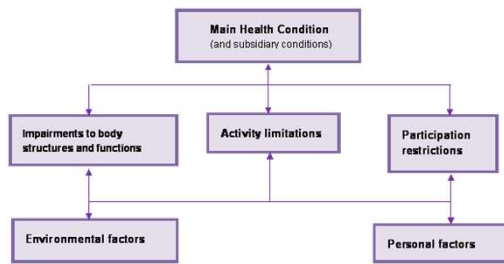 Main Health Condition
(and subsidiary conditions)
Impairments to body
structures and functions
Activity limitations
Participation
restrictions
Environmental factors
Personal factors